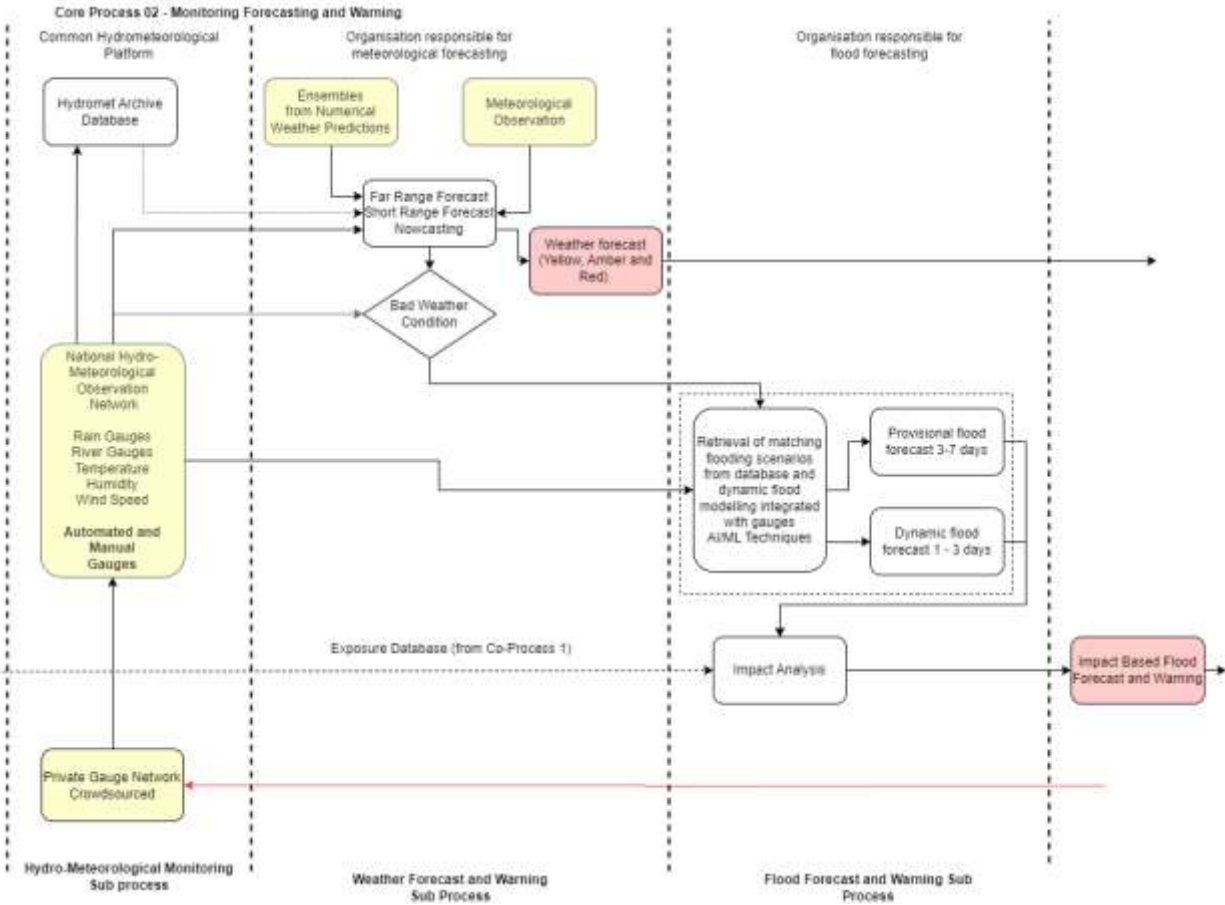 Core Process 02 - Monitoring Forecasting and Warning
Common Hydrometeorological
Platform
Organisation responsible for
meteorological forecasting
Organisation responsible for
flood forecasting
Hydromet Archive
Database
Ensembles
from Numerical
Weather Predictions
Meteorological
Observation
Far Range Forecast
Short Range Forecast
Nowcasting
Weather forecast
(Yellow, Amber and
Red)
Bad Weather
Condition
National Hydro-
Meteorological
Observation
Network
Rain Gauges
River Gauges
Temperature
Humidity
Wind Speed
Automated and
Manual
Gauges
Retrieval of matching
flooding scenarios
from database and
dynamic flood
modelling integrated
with gauges
AI/ML Techniques
Provisional flood
forecast 3-7 days
Dynamic flood
forecast 1 - 3 days
Exposure Database (from Co-Process 1)
Impact Analysis
Impact Based Flood
Forecast and Warning
Private Gauge Network
Crowdsourced
Hydro-Meteorological Monitoring
Sub process
Weather Forecast and Warning
Sub Process
Flood Forecast and Warning Sub
Process